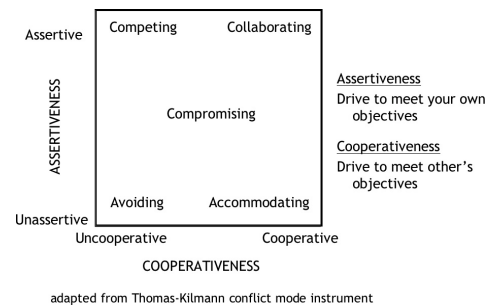 Assertive
Competing
Collaborating
ASSERTIVENESS
Compromising
Avoiding
Accommodating
Unassertive
Uncooperative
Cooperative
COOPERATIVENESS
Assertiveness
Drive to meet your own
objectives
Cooperativeness
Drive to meet other's
objectives
adapted from Thomas-Kilmann conflict mode instrument